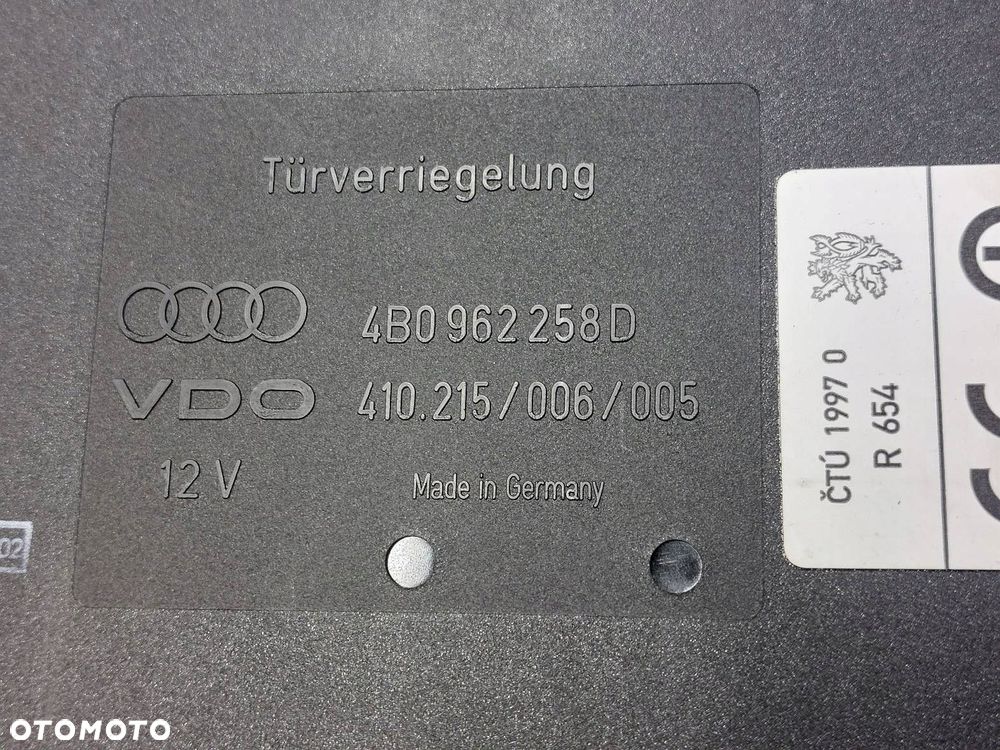 Türverriegelung
4B0 962 258 D
VDO 410.215/006/005
12 V
Made in Germany
ČTÚ 1997 0
R 654
02
OTOMOTO